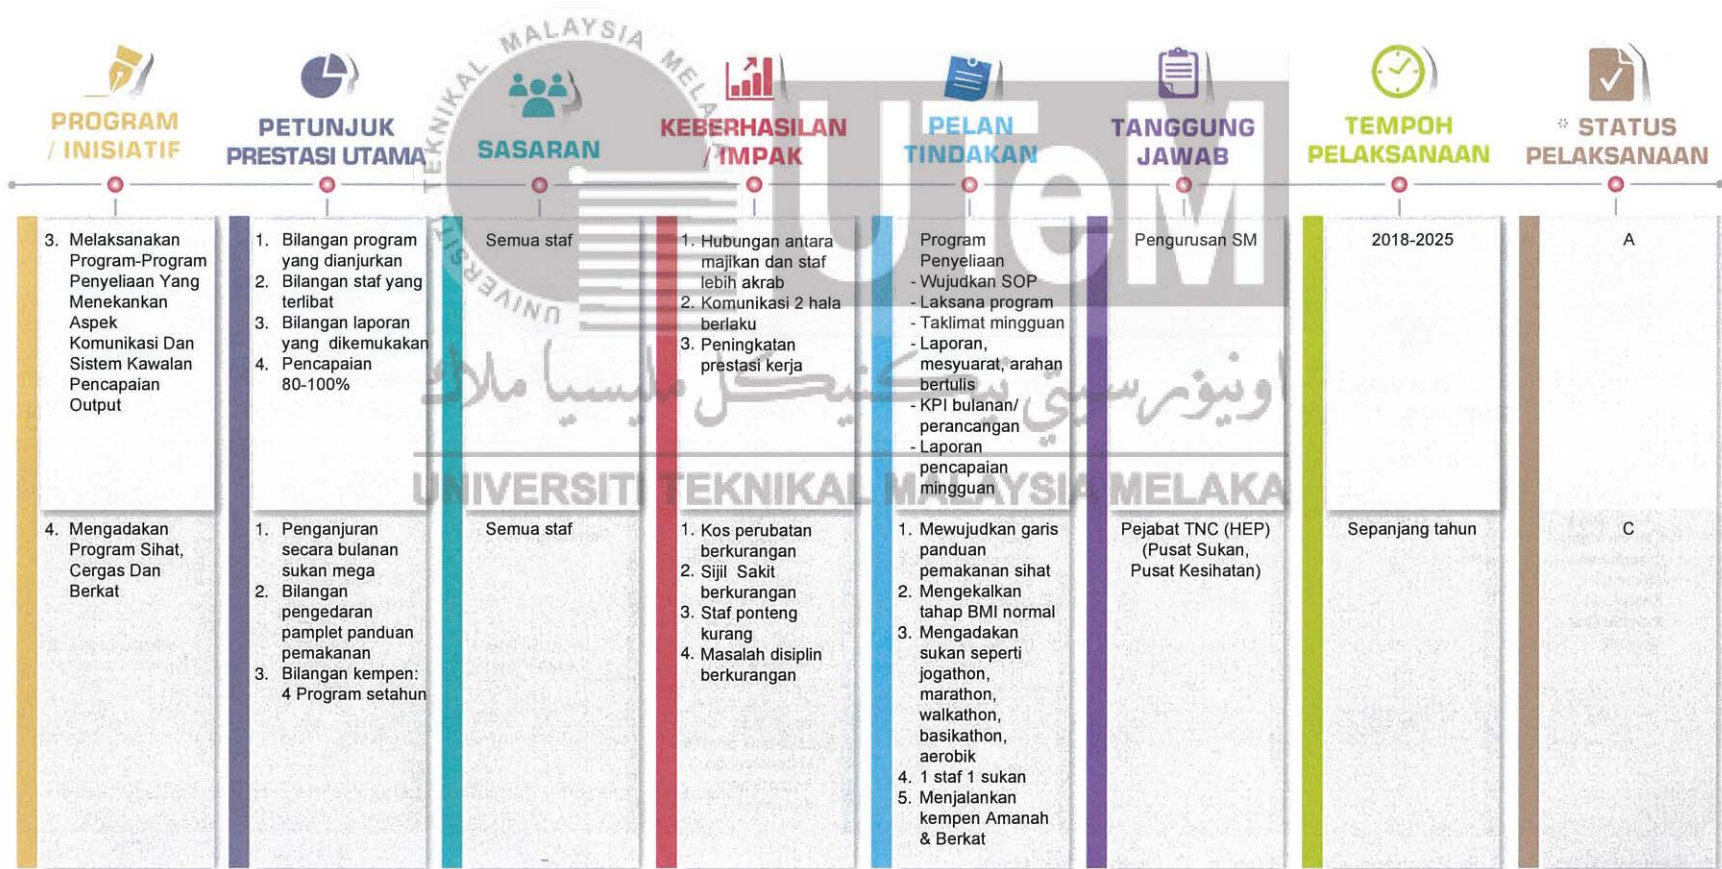 PROGRAM
/ INISIATIF
PETUNJUK
PRESTASI UTAMA
SASARAN
KEBERHASILAN
/ IMPAK
PELAN
TINDAKAN
TANGGUNG
JAWAB
TEMPOH
PELAKSANAAN
* STATUS
PELAKSANAAN
3. Melaksanakan
Program-Program
Penyeliaan Yang
Menekankan
Aspek
Komunikasi Dan
Sistem Kawalan
Pencapaian
Output
1. Bilangan program
yang dianjurkan
2. Bilangan staf yang
terlibat
3. Bilangan laporan
yang dikemukakan
4. Pencapaian
80-100%
Semua staf
1. Hubungan antara
majikan dan staf
lebih akrab
2. Komunikasi 2 hala
berlaku
3. Peningkatan
prestasi kerja
Program
Penyeliaan
- Wujudkan SOP
- Laksana program
- Taklimat mingguan
- Laporan,
mesyuarat, arahan
bertulis
- KPI bulanan/
perancangan
- Laporan
pencapaian
mingguan
Pengurusan SM
2018-2025
A
4. Mengadakan
Program Sihat,
Cergas Dan
Berkat
1. Penganjuran
secara bulanan
sukan mega
2. Bilangan
pengedaran
pamplet panduan
pemakanan
3. Bilangan kempen:
4 Program setahun
Semua staf
1. Kos perubatan
berkurangan
2. Sijil Sakit
berkurangan
3. Staf ponteng
kurang
4. Masalah disiplin
berkurangan
1. Mewujudkan garis
panduan
pemakanan sihat
2. Mengekalkan
tahap BMI normal
3. Mengadakan
sukan seperti
jogathon,
marathon,
walkathon,
basikathon,
aerobik
4. 1 staf 1 sukan
5. Menjalankan
kempen Amanah
& Berkat
Pejabat TNC (HEP)
(Pusat Sukan,
Pusat Kesihatan)
Sepanjang tahun
C
UNIVERSITI TEKNIKAL MALAYSIA MELAKA
UTeM
اونيۏرسيتي تيكنيكل مليسيا ملاك
UNIVERSITI TEKNIKAL MALAYSIA MELAKA